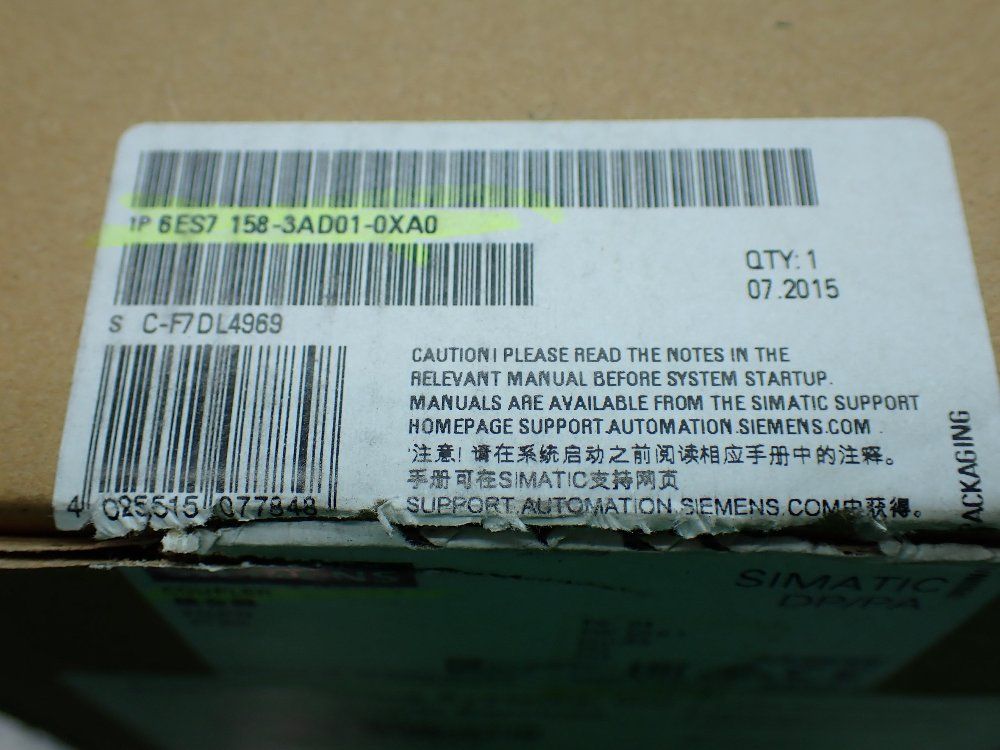 1P 6ES7 158-3AD01-0XA0
QTY: 1
07.2015
S C-F7DL4969
CAUTION! PLEASE READ THE NOTES IN THE
RELEVANT MANUAL BEFORE SYSTEM STARTUP.
MANUALS ARE AVAILABLE FROM THE SIMATIC SUPPORT
HOMEPAGE SUPPORT.AUTOMATION.SIEMENS.COM .
注意! 请在系统启动之前阅读相应手册中的注释。
手册可在SIMATIC支持网页
SUPPORT.AUTOMATION.SIEMENS.COM中获得。
4 025515 077848
PACKAGING
SIMATIC
DP/PA